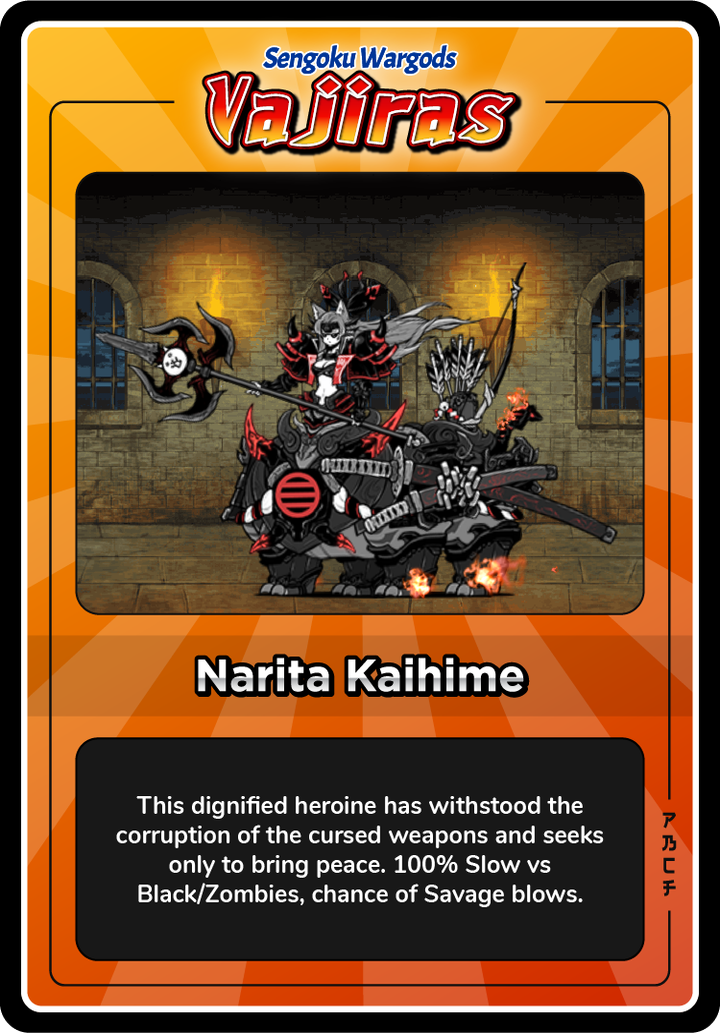 Sengoku Wargods
Vajiras
Narita Kaihime
This dignified heroine has withstood the
corruption of the cursed weapons and seeks
only to bring peace. 100% Slow vs
Black/Zombies, chance of Savage blows.